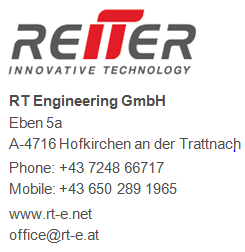 REITER
INNOVATIVE TECHNOLOGY
RT Engineering GmbH
Eben 5a
A-4716 Hofkirchen an der Trattnach
Phone: +43 7248 66717
Mobile: +43 650 289 1965
www.rt-e.net
office@rt-e.at